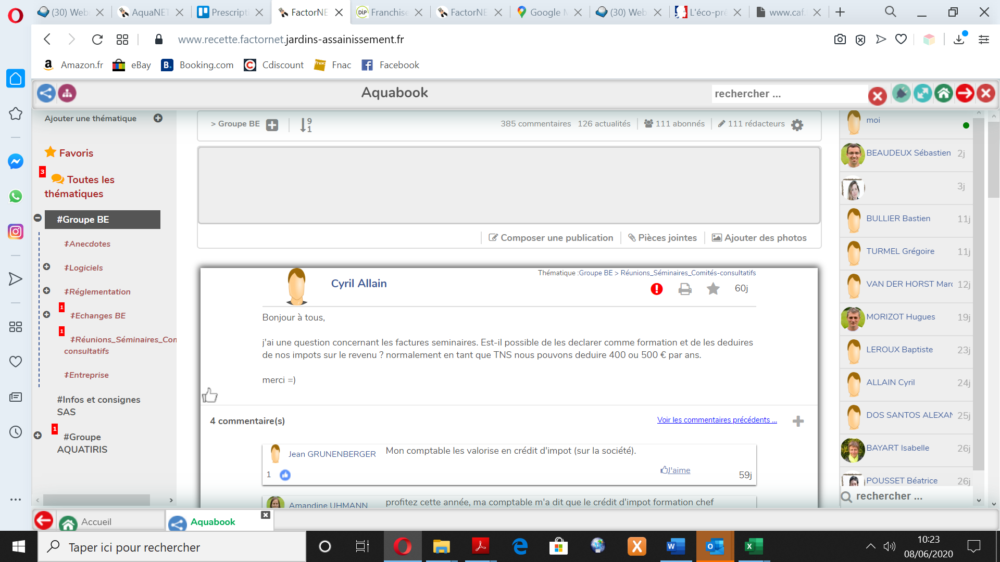 (30) Web
AquaNET
Prescripti
FactorNE
Franchise
FactorNE
Google M
(30) Web
L'éco-prê
www.caf.
www.recette.factornet.jardins-assainissement.fr
Amazon.fr
eBay
Booking.com
Cdiscount
Fnac
Facebook
Aquabook
rechercher ...
Ajouter une thématique
Favoris
3
Toutes les
thématiques
#Groupe BE
#Anecdotes
#Logiciels
#Réglementation
1
#Echanges BE
1
#Réunions_Séminaires_Com
consultatifs
#Entreprise
#Infos et consignes
SAS
1
#Groupe
AQUATIRIS
> Groupe BE
385 commentaires 126 actualités 111 abonnés 111 rédacteurs
Composer une publication Pièces jointes Ajouter des photos
Thématique :Groupe BE > Réunions_Séminaires_Comités-consultatifs
Cyril Allain
60j
Bonjour à tous,
j'ai une question concernant les factures seminaires. Est-il possible de les declarer comme formation et de les deduires
de nos impots sur le revenu ? normalement en tant que TNS nous pouvons deduire 400 ou 500 € par ans.
merci =)
4 commentaire(s)
Voir les commentaires précédents ...
Jean GRUNENBERGER
Mon comptable les valorise en crédit d'impot (sur la société).
1
J'aime
59j
Amandine UHMANN
profitez cette année, ma comptable m'a dit que le crédit d'impot formation chef
moi
BEAUDEUX Sébastien 2j
3j
BULLIER Bastien 11j
TURMEL Grégoire 11j
VAN DER HORST Marc 12j
MORIZOT Hugues 19j
LEROUX Baptiste 23j
ALLAIN Cyril 24j
DOS SANTOS ALEXAN 25j
BAYART Isabelle 26j
POUSSET Béatrice 26j
rechercher ...
Accueil
Aquabook
Taper ici pour rechercher
10:23
08/06/2020